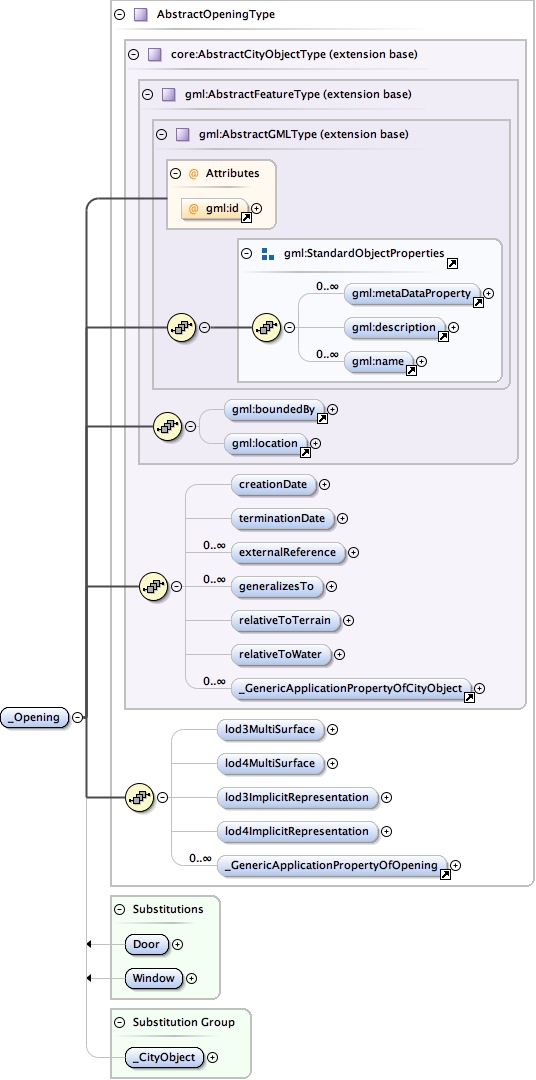 AbstractOpeningType
core:AbstractCityObjectType (extension base)
gml:AbstractFeatureType (extension base)
gml:AbstractGMLType (extension base)
@ Attributes
@ gml:id
gml:StandardObjectProperties
0..∞
gml:metaDataProperty
gml:description
0..∞
gml:name
gml:boundedBy
gml:location
creationDate
terminationDate
0..∞
externalReference
0..∞
generalizesTo
relativeToTerrain
relativeToWater
0..∞
_GenericApplicationPropertyOfCityObject
_Opening
lod3MultiSurface
lod4MultiSurface
lod3ImplicitRepresentation
lod4ImplicitRepresentation
0..∞
_GenericApplicationPropertyOfOpening
Substitutions
Door
Window
Substitution Group
_CityObject